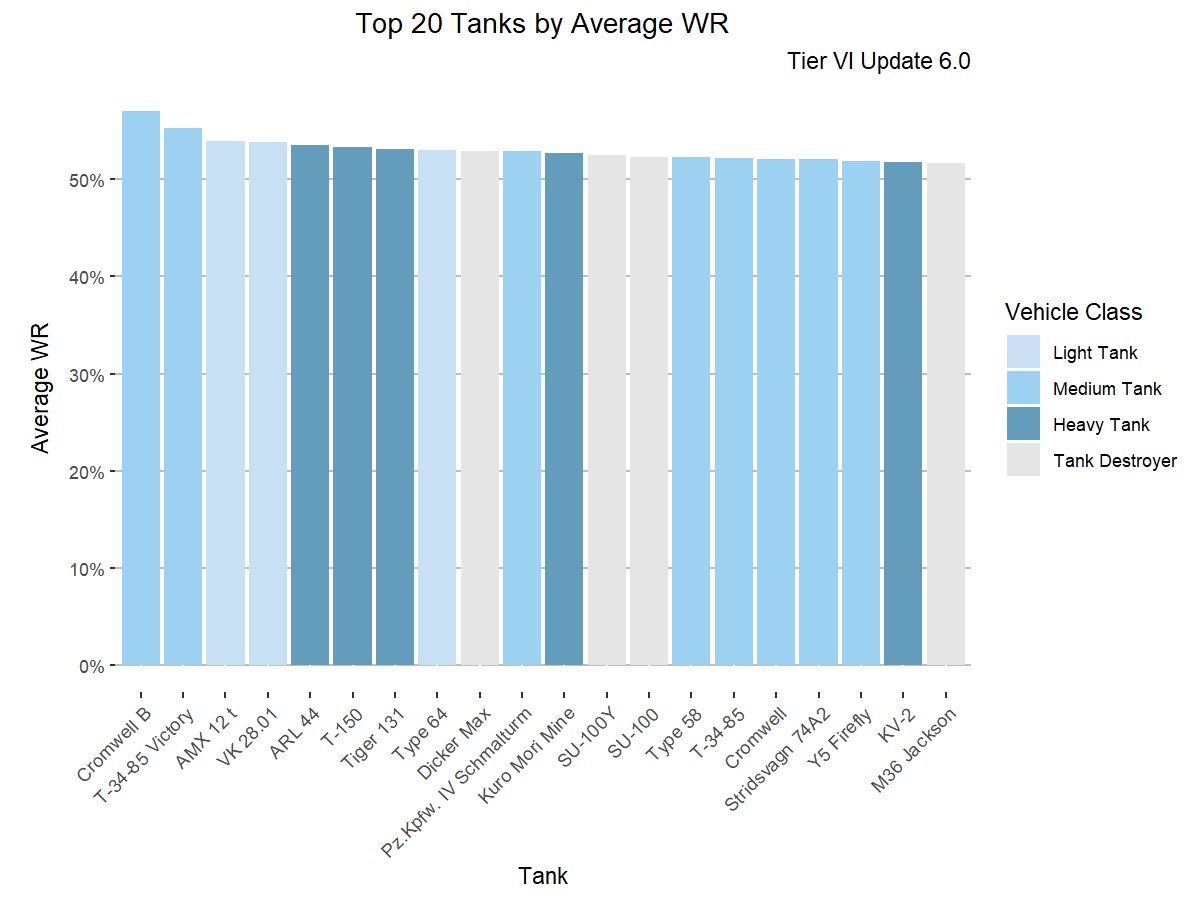 Top 20 Tanks by Average WR
Tier VI Update 6.0
Average WR
50%
40%
30%
20%
10%
0%
Cromwell B
T-34-85 Victory
AMX 12 t
VK 28.01
ARL 44
T-150
Tiger 131
Type 64
Dicker Max
Pz.Kpfw. IV Schmalturm
Kuro Mori Mine
SU-100Y
SU-100
Type 58
T-34-85
Cromwell
Stridsvagn 74A2
Y5 Firefly
KV-2
M36 Jackson
Tank
Vehicle Class
Light Tank
Medium Tank
Heavy Tank
Tank Destroyer